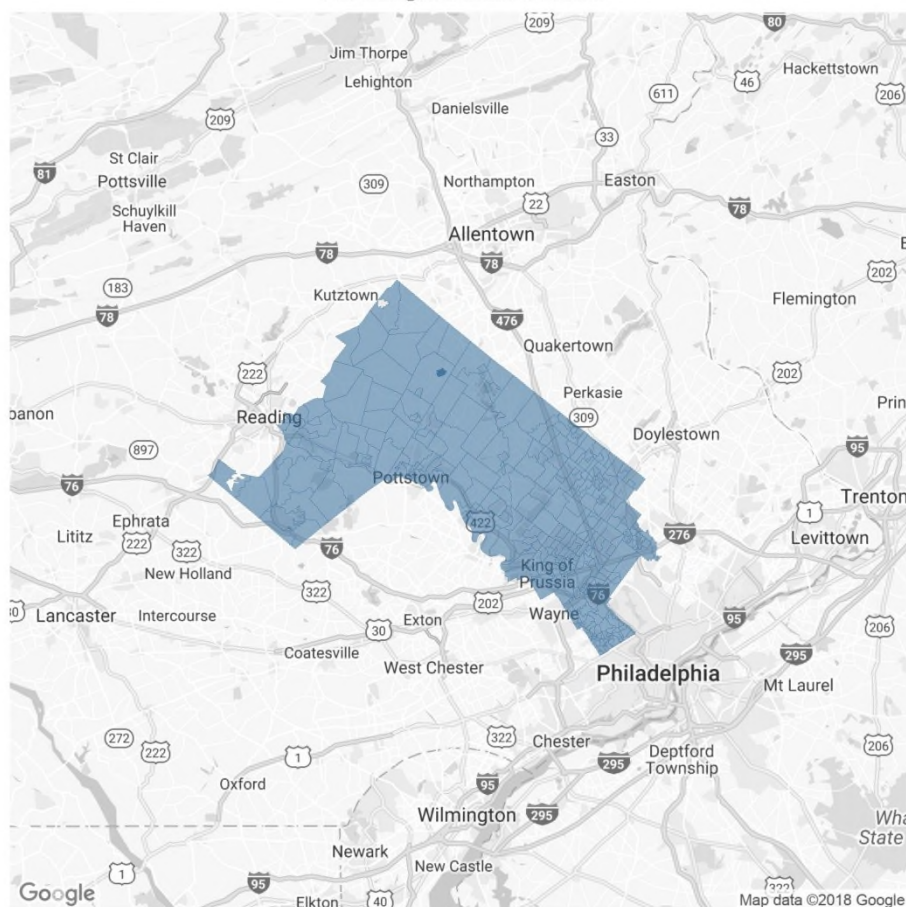 209
80
Jim Thorpe
Lehighton
Hackettstown
46
611
206
Danielsville
209
33
St Clair
81
Pottsville
309
Northampton
Easton
22
78
Schuylkill
Haven
Allentown
78
78
202
183
Kutztown
Flemington
78
476
Quakertown
222
202
Perkasie
banon
Reading
309
Prin
Doylestown
897
95
76
Pottstown
Trenton
Ephrata
422
1
Lititz
222
322
276
Levittown
76
New Holland
King of
Prussia
322
202
76
Wayne
Lancaster
Intercourse
Exton
95
206
30
Coatesville
West Chester
295
Philadelphia
Mt Laurel
272
322
222
1
Chester
Deptford
Township
206
Oxford
295
95
Wilmington
295
Wha
State
Newark
1
New Castle
95
322
Google
Elkton
40
Map data ©2018 Google